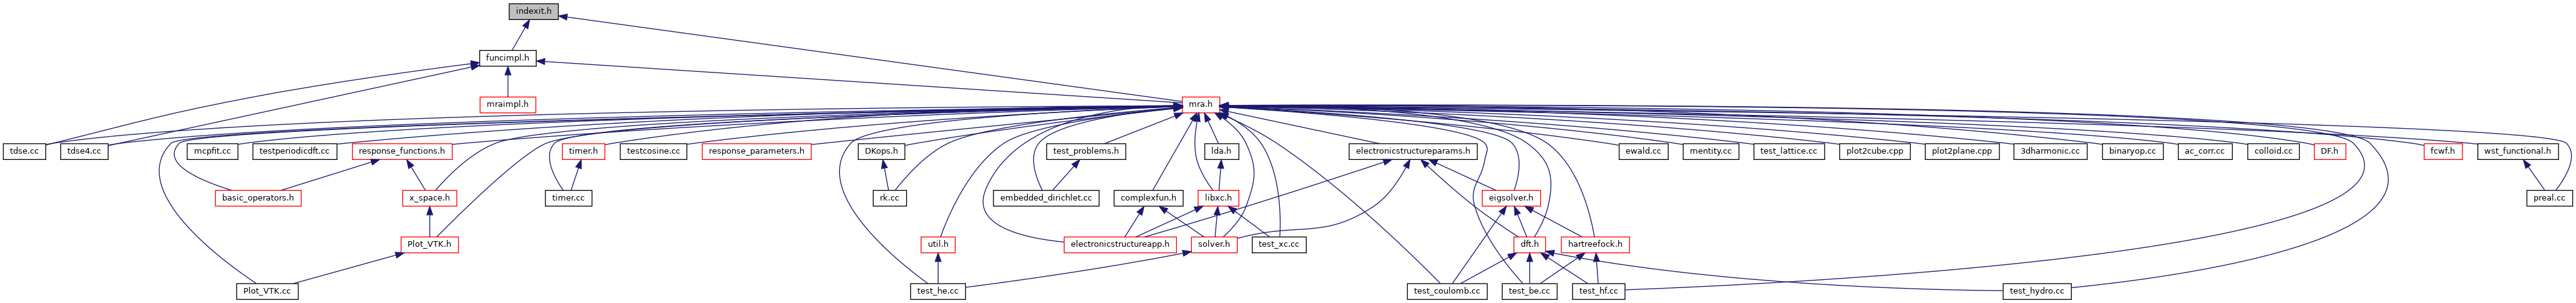 indexit.h
funcimpl.h
mraimpl.h
mra.h
tdse.cc
tdse4.cc
mcpfit.cc
testperiodicdft.cc
response_functions.h
timer.h
testcosine.cc
response_parameters.h
DKops.h
test_problems.h
lda.h
electronicstructureparams.h
ewald.cc
mentity.cc
test_lattice.cc
plot2cube.cpp
plot2plane.cpp
3dharmonic.cc
binaryop.cc
ac_corr.cc
colloid.cc
DF.h
fcwf.h
wst_functional.h
basic_operators.h
x_space.h
timer.cc
rk.cc
embedded_dirichlet.cc
complexfun.h
libxc.h
eigsolver.h
preal.cc
Plot_VTK.h
util.h
electronicstructureapp.h
solver.h
test_xc.cc
dft.h
hartreefock.h
Plot_VTK.cc
test_he.cc
test_coulomb.cc
test_be.cc
test_hf.cc
test_hydro.cc